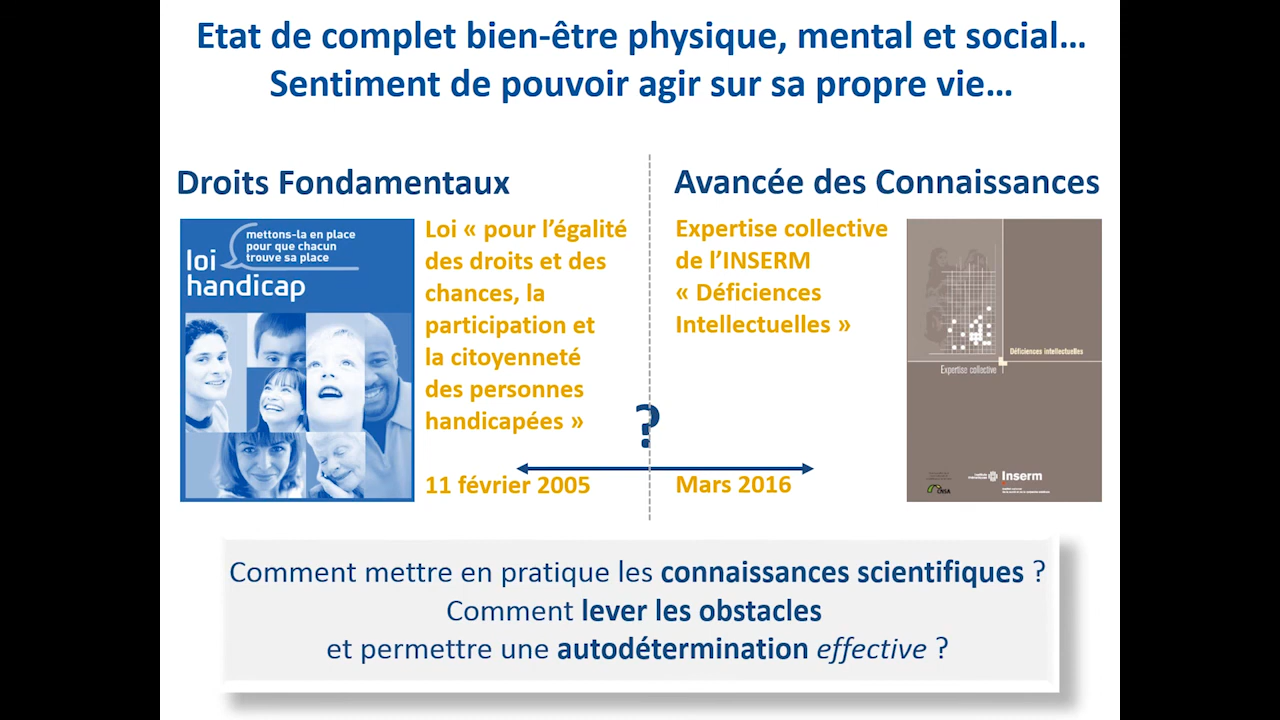 Etat de complet bien-être physique, mental et social…
Sentiment de pouvoir agir sur sa propre vie…
Droits Fondamentaux
mettons-la en place
pour que chacun
trouve sa place
loi
handicap
Loi « pour l’égalité
des droits et des
chances, la
participation et
la citoyenneté
des personnes
handicapées »
11 février 2005
?
Avancée des Connaissances
Expertise collective
de l’INSERM
« Déficiences
Intellectuelles »
Mars 2016
Déficiences intellectuelles
Expertise collective
Inserm
CNSA
Comment mettre en pratique les connaissances scientifiques ?
Comment lever les obstacles
et permettre une autodétermination effective ?